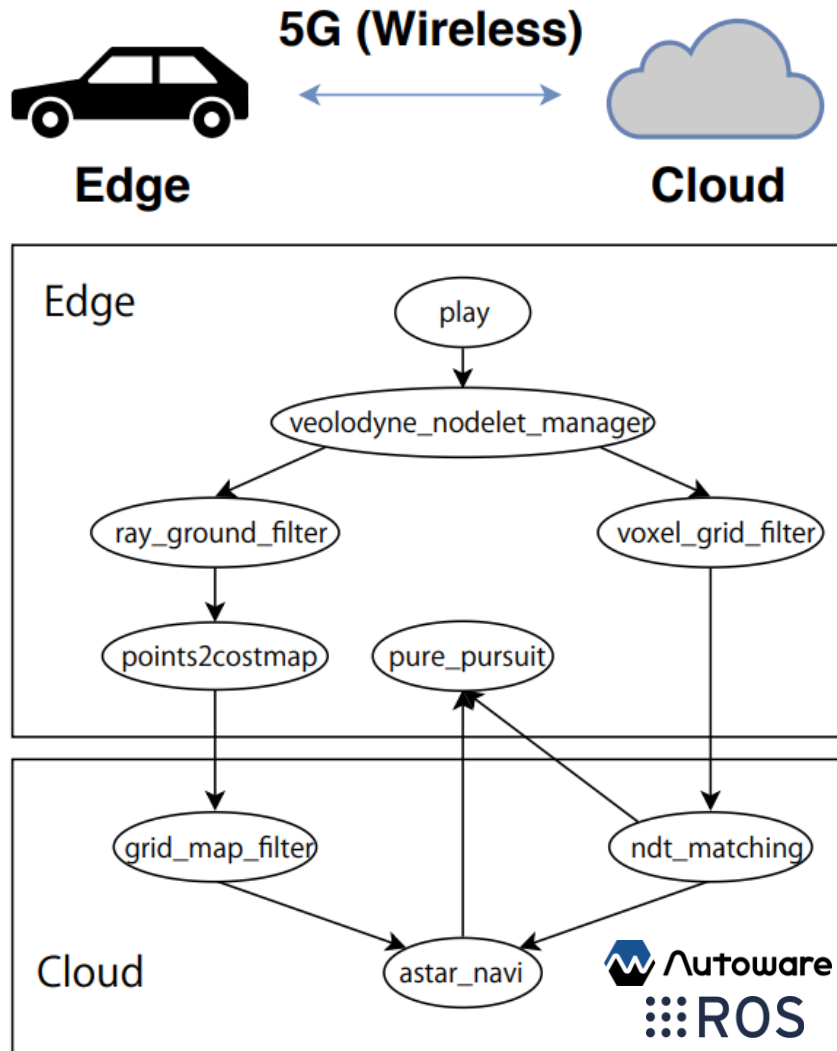 5G (Wireless)
Edge
Cloud
Edge
play
veolodyne_nodelet_manager
ray_ground_filter
voxel_grid_filter
points2costmap
pure_pursuit
grid_map_filter
ndt_matching
Cloud
astar_navi
Autoware
ROS